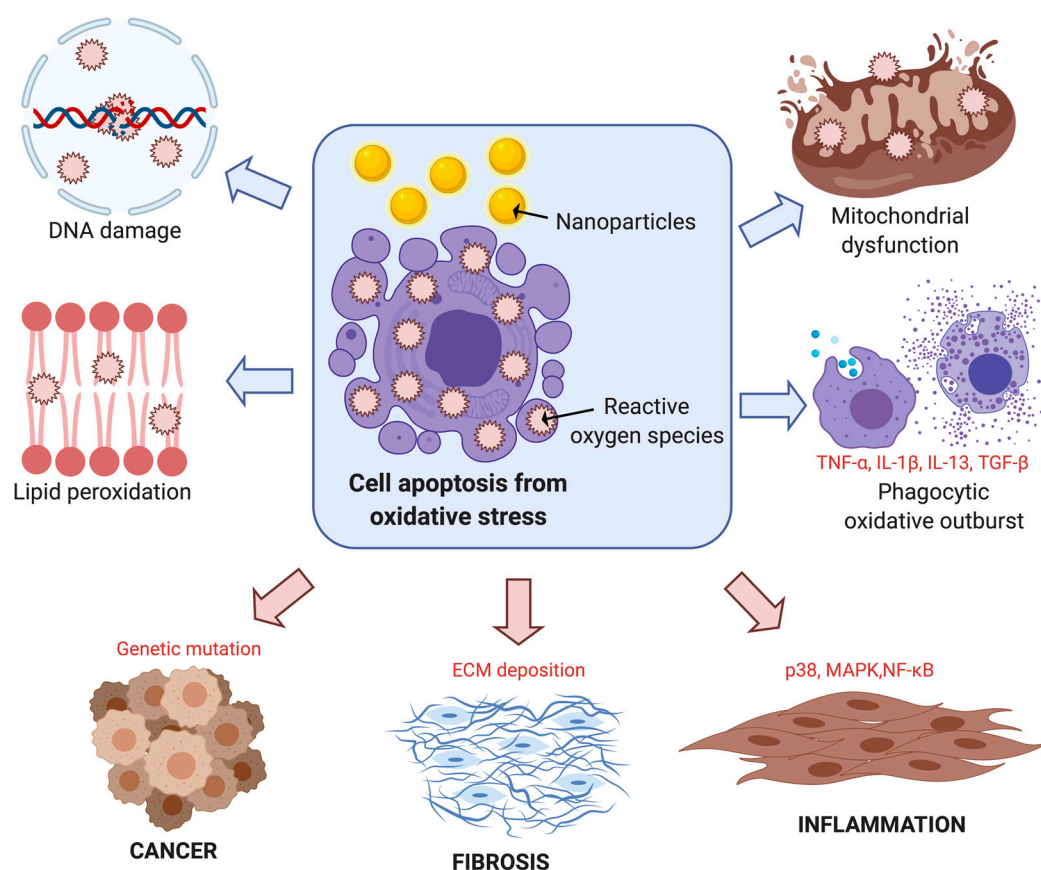 DNA damage
Mitochondrial
dysfunction
Nanoparticles
Reactive
oxygen species
Cell apoptosis from
oxidative stress
Lipid peroxidation
TNF-α, IL-1β, IL-13, TGF-β
Phagocytic
oxidative outburst
Genetic mutation
CANCER
ECM deposition
FIBROSIS
p38, MAPK,NF-κB
INFLAMMATION